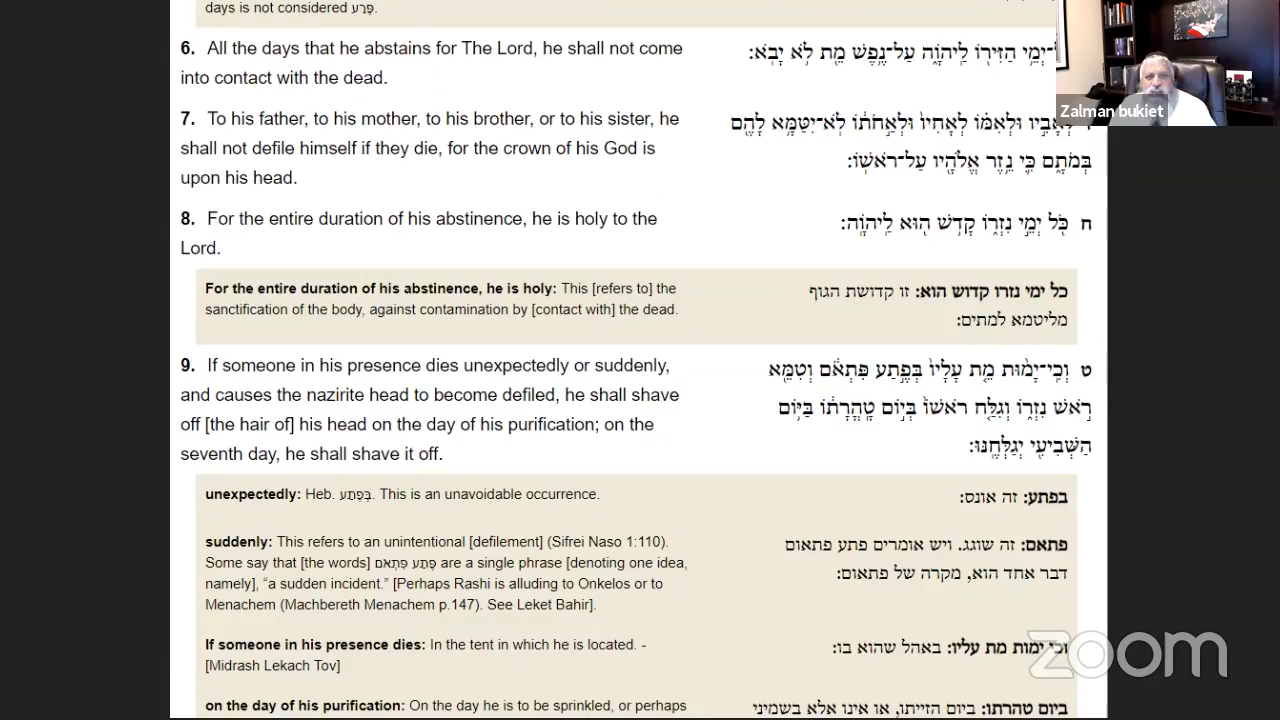 days is not considered פֶּרַע.
6. All the days that he abstains for The Lord, he shall not come
into contact with the dead.
יְמֵ֥י הַזִּיר֖וֹ לַֽיהֹוָ֑ה עַל־נֶ֥פֶשׁ מֵ֖ת לֹ֥א יָבֹֽא:
7. To his father, to his mother, to his brother, or to his sister, he
shall not defile himself if they die, for the crown of his God is
upon his head.
לְאָבִ֣יו וּלְאִמּ֗וֹ לְאָחִיו֙ וּלְאַ֣חֹת֔וֹ לֹא־יִטַּמָּ֥א לָהֶ֖ם
בְּמֹתָ֑ם כִּ֛י נֵ֥זֶר אֱלֹהָ֖יו עַל־רֹאשֽׁוֹ:
8. For the entire duration of his abstinence, he is holy to the
Lord.
ח כֹּ֖ל יְמֵ֣י נִזְר֑וֹ קָדֹ֥שׁ ה֖וּא לַֽיהֹוָֽה:
For the entire duration of his abstinence, he is holy: This [refers to] the
sanctification of the body, against contamination by [contact with] the dead.
כל ימי נזרו קדוש הוא: זו קדושת הגוף
מליטמא למתים:
9. If someone in his presence dies unexpectedly or suddenly,
and causes the nazirite head to become defiled, he shall shave
off [the hair of] his head on the day of his purification; on the
seventh day, he shall shave it off.
ט וְכִֽי־יָמ֨וּת מֵ֤ת עָלָיו֙ בְּפֶ֣תַע פִּתְאֹ֔ם וְטִמֵּ֖א
רֹ֣אשׁ נִזְר֑וֹ וְגִלַּ֤ח רֹאשׁוֹ֙ בְּי֣וֹם טָֽהֳרָת֔וֹ בַּיּ֥וֹם
הַשְּׁבִיעִ֖י יְגַלְּחֶֽנּוּ:
unexpectedly: Heb. בְּפֶתַע. This is an unavoidable occurrence.
בפתע: זה אונס:
suddenly: This refers to an unintentional [defilement] (Sifrei Naso 1:110).
Some say that [the words] פֶּתַע פִּתְאֹם are a single phrase [denoting one idea,
namely], “a sudden incident.” [Perhaps Rashi is alluding to Onkelos or to
Menachem (Machbereth Menachem p.147). See Leket Bahir].
פתאם: זה שוגג. ויש אומרים פתע פתאום
דבר אחד הוא, מקרה של פתאום:
If someone in his presence dies: In the tent in which he is located. -
[Midrash Lekach Tov]
וכי ימות מת עליו: באהל שהוא בו:
on the day of his purification: On the day he is to be sprinkled, or perhaps
ביום טהרתו: ביום הזייתו, או אינו אלא בשמיני
Zalman bukiet
zoom